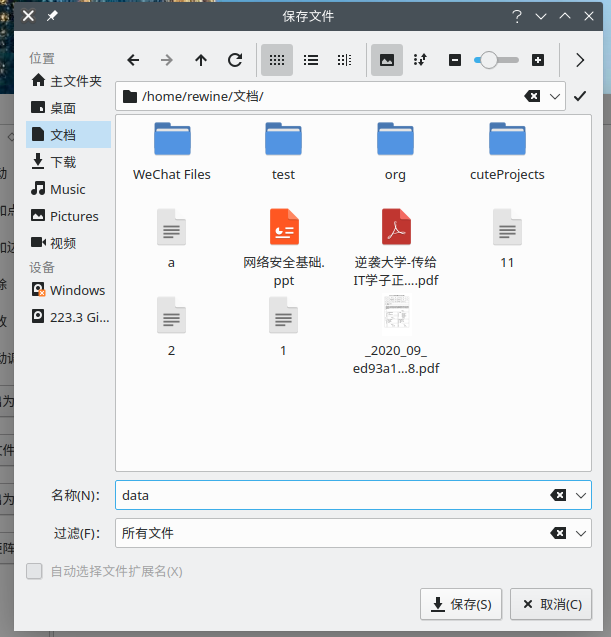 保存文件
位置
主文件夹
桌面
文档
下载
Music
Pictures
视频
设备
Windows
223.3 Gi...
/home/rewine/文档/
WeChat Files
test
org
cuteProjects
a
网络安全基础.
ppt
逆袭大学-传给
IT学子正....pdf
11
2
1
_2020_09_
ed93a1...8.pdf
名称(N):
data
过滤(F):
所有文件
自动选择文件扩展名(X)
保存(S)
取消(C)